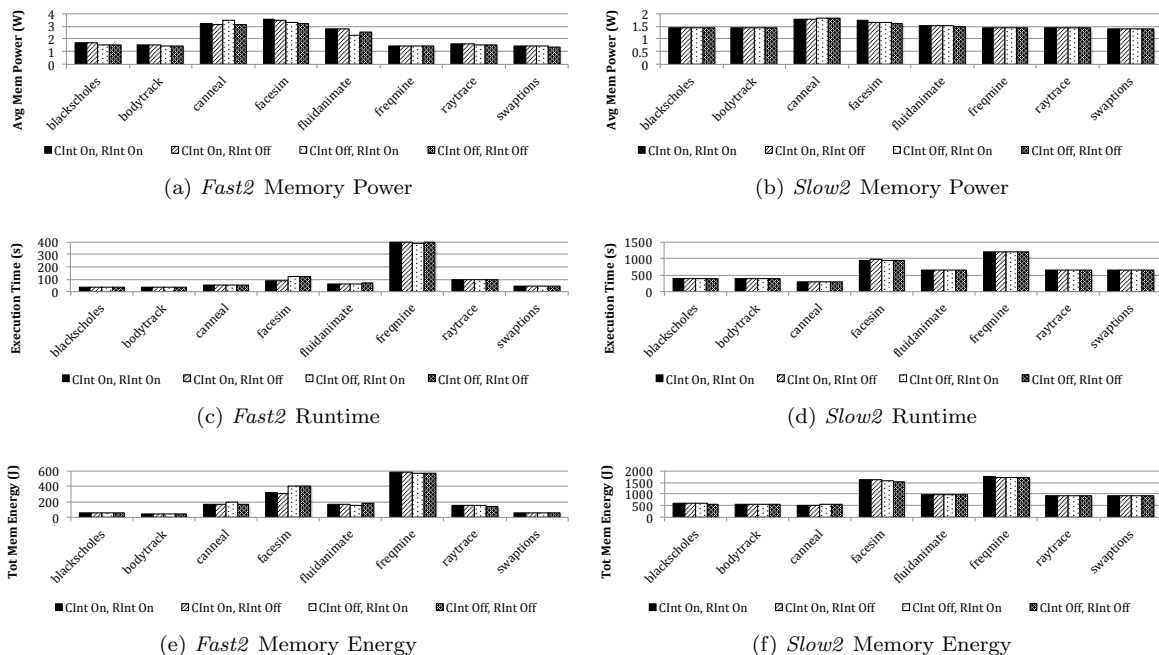 Avg Mem Power (W)
4
3
2
1
0
blackscholes
bodytrack
canneal
facesim
fluidanimate
freqmine
raytrace
swaptions
CInt On, RInt On
CInt On, RInt Off
CInt Off, RInt On
CInt Off, RInt Off
(a) Fast2 Memory Power
Avg Mem Power (W)
2
1.5
1
0.5
0
blackscholes
bodytrack
canneal
facesim
fluidanimate
freqmine
raytrace
swaptions
CInt On, RInt On
CInt On, RInt Off
CInt Off, RInt On
CInt Off, RInt Off
(b) Slow2 Memory Power
Execution Time (s)
400
300
200
100
0
blackscholes
bodytrack
canneal
facesim
fluidanimate
freqmine
raytrace
swaptions
CInt On, RInt On
CInt On, RInt Off
CInt Off, RInt On
CInt Off, RInt Off
(c) Fast2 Runtime
Execution Time (s)
1500
1000
500
0
blackscholes
bodytrack
canneal
facesim
fluidanimate
freqmine
raytrace
swaptions
CInt On, RInt On
CInt On, RInt Off
CInt Off, RInt On
CInt Off, RInt Off
(d) Slow2 Runtime
Tot Mem Energy (J)
600
400
200
0
blackscholes
bodytrack
canneal
facesim
fluidanimate
freqmine
raytrace
swaptions
CInt On, RInt On
CInt On, RInt Off
CInt Off, RInt On
CInt Off, RInt Off
(e) Fast2 Memory Energy
Tot Mem Energy (J)
2000
1500
1000
500
0
blackscholes
bodytrack
canneal
facesim
fluidanimate
freqmine
raytrace
swaptions
CInt On, RInt On
CInt On, RInt Off
CInt Off, RInt On
CInt Off, RInt Off
(f) Slow2 Memory Energy